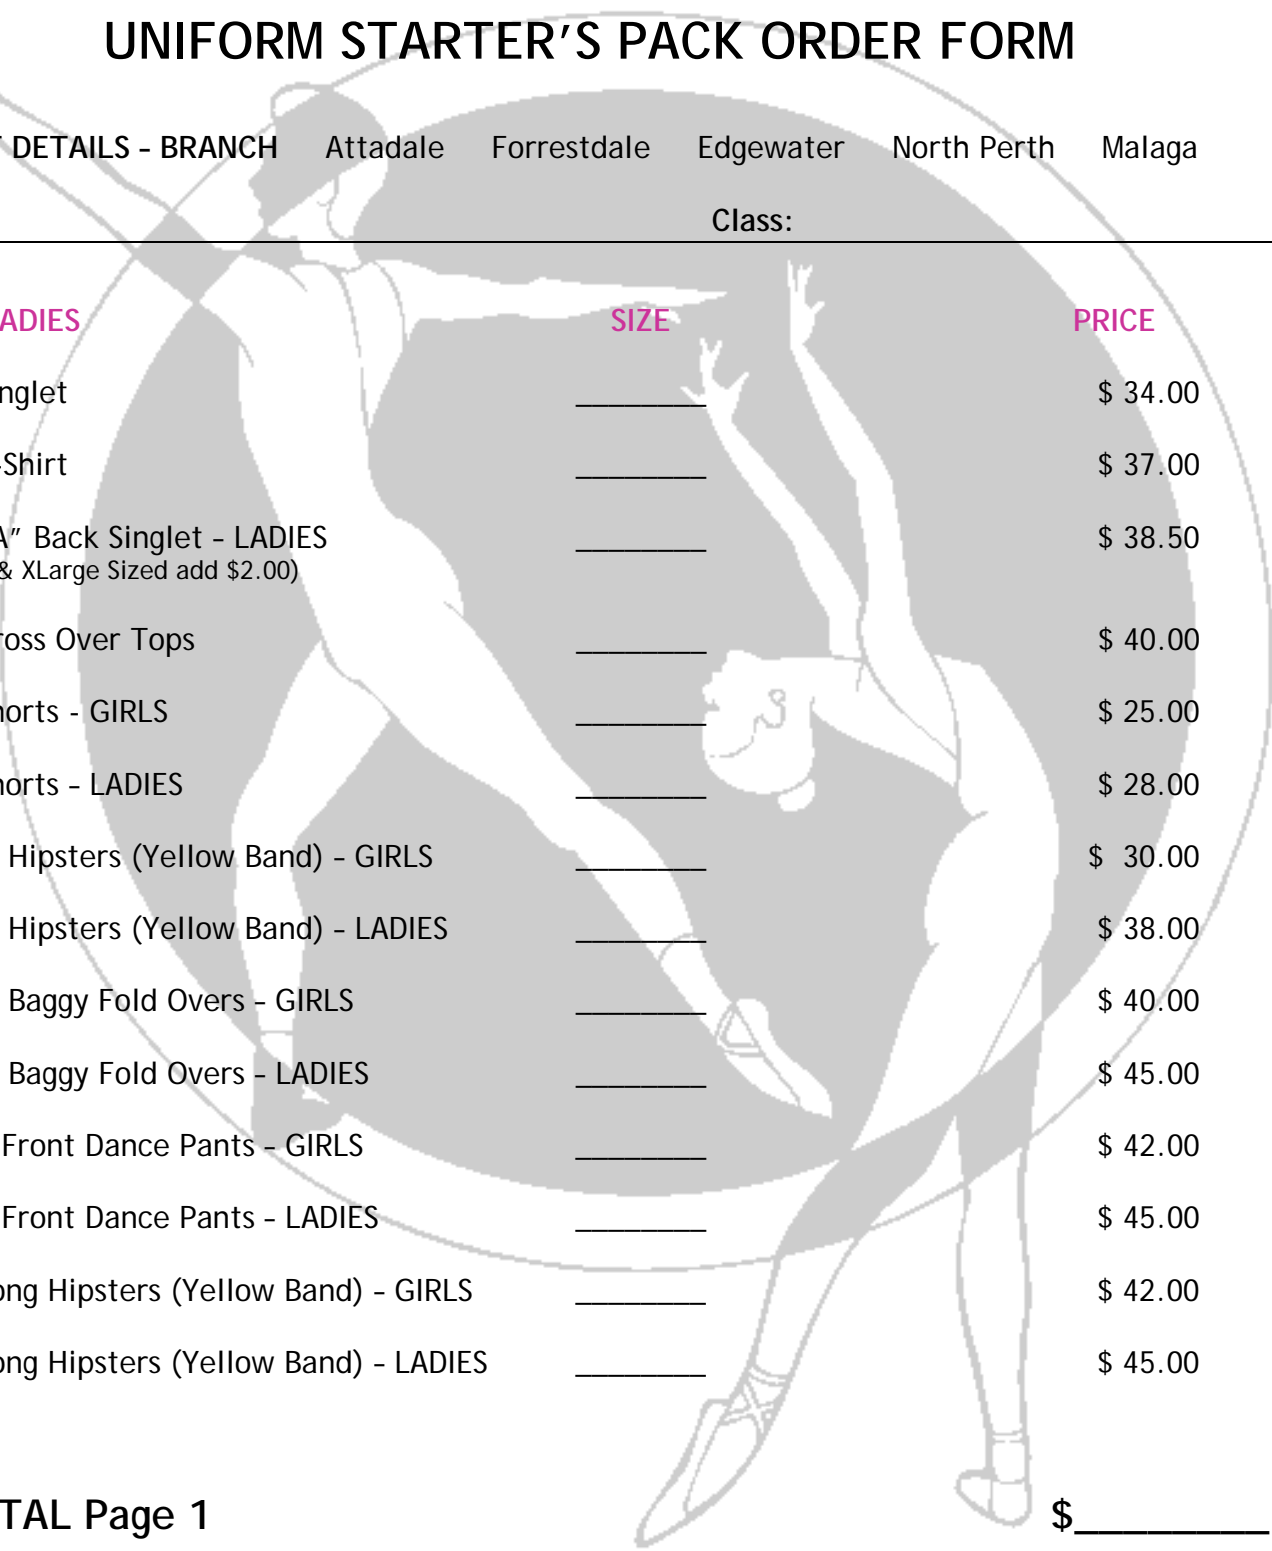 UNIFORM STARTER’S PACK ORDER FORM
DETAILS – BRANCH Attadale Forrestdale Edgewater North Perth Malaga
Class:
ADIES SIZE PRICE
nglet ________ $ 34.00
-Shirt ________ $ 37.00
A” Back Singlet – LADIES ________ $ 38.50
& XLarge Sized add $2.00)
ross Over Tops ________ $ 40.00
horts - GIRLS ________ $ 25.00
horts – LADIES ________ $ 28.00
Hipsters (Yellow Band) – GIRLS ________ $ 30.00
Hipsters (Yellow Band) – LADIES ________ $ 38.00
Baggy Fold Overs – GIRLS ________ $ 40.00
Baggy Fold Overs – LADIES ________ $ 45.00
Front Dance Pants – GIRLS ________ $ 42.00
Front Dance Pants – LADIES ________ $ 45.00
ong Hipsters (Yellow Band) – GIRLS ________ $ 42.00
ong Hipsters (Yellow Band) – LADIES ________ $ 45.00
TAL Page 1 $________